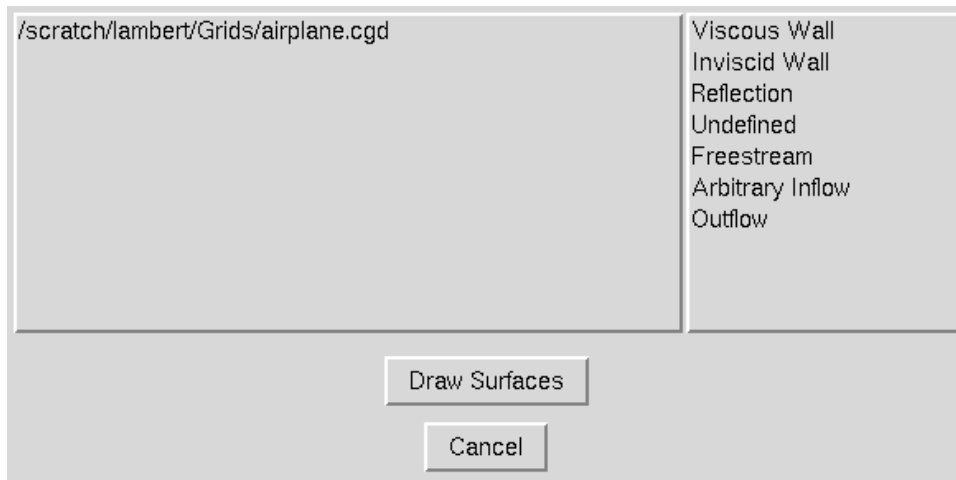 /scratch/lambert/Grids/airplane.cgd
Viscous Wall
Inviscid Wall
Reflection
Undefined
Freestream
Arbitrary Inflow
Outflow
Draw Surfaces
Cancel